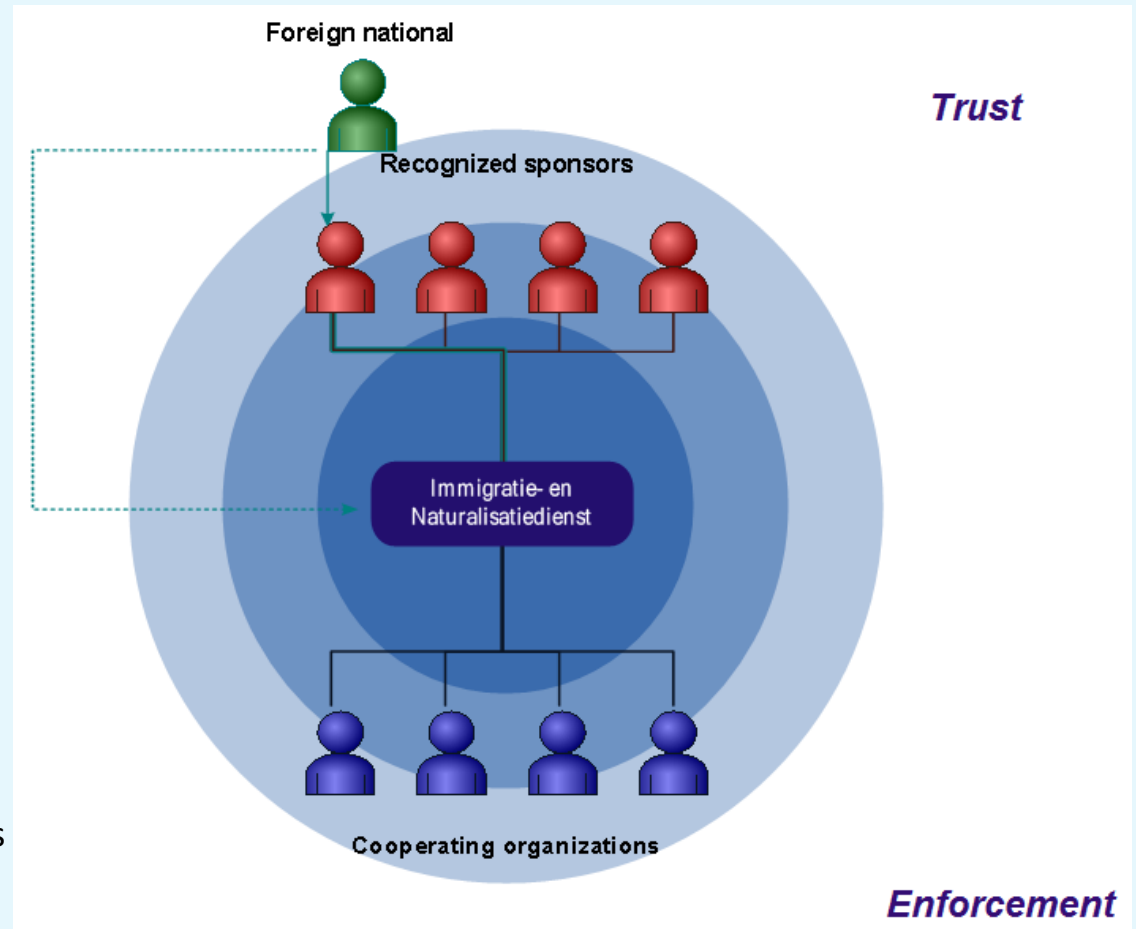 Foreign national
Trust
Recognized sponsors
Immigratie- en
Naturalisatiedienst
s
Cooperating organizations
Enforcement